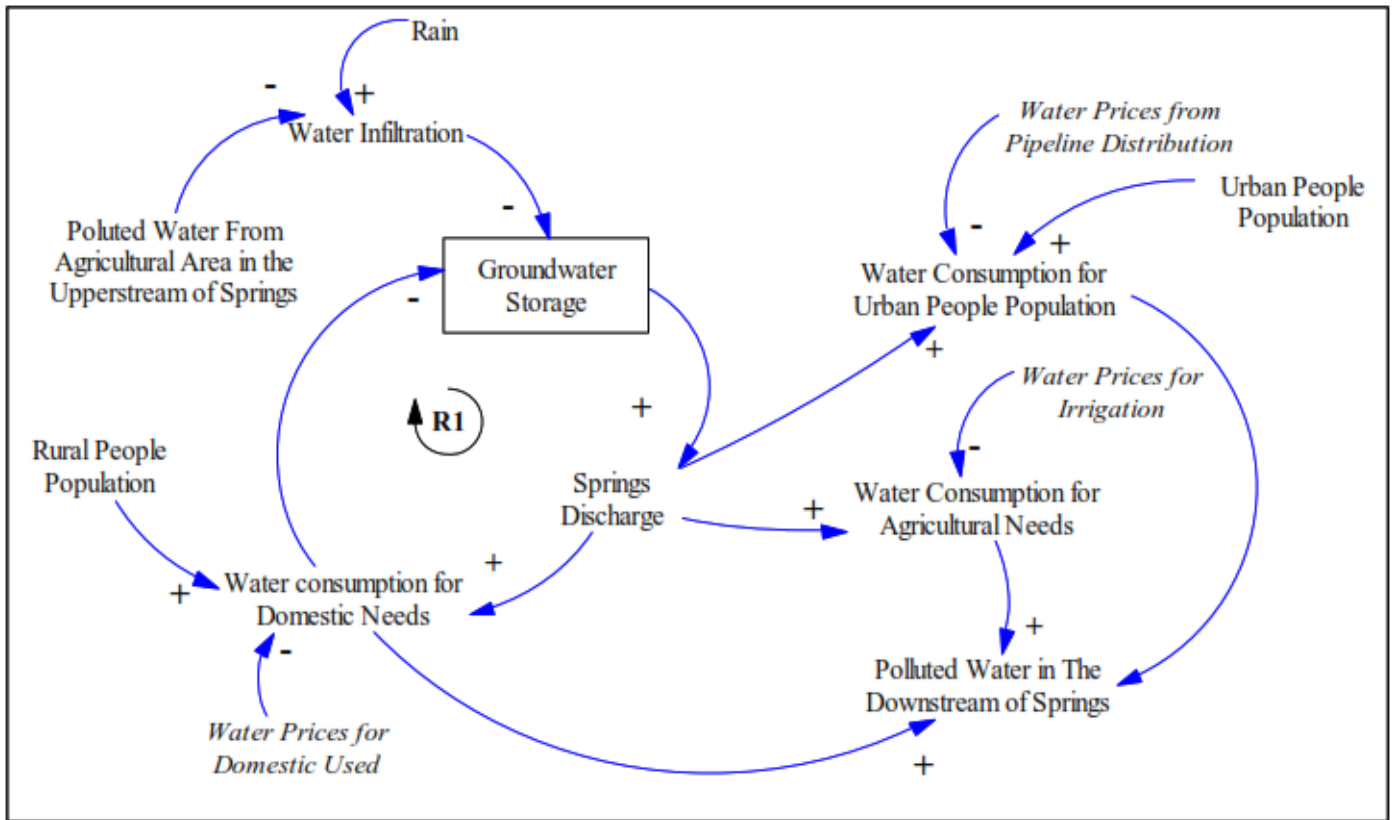 Rain
-
+
Water Infiltration
-
Poluted Water From
Agricultural Area in the
Upperstream of Springs
Groundwater
Storage
-
Water Prices from
Pipeline Distribution
Urban People
Population
-
+
Water Consumption for
Urban People Population
+
Water Prices for
Irrigation
R1
+
-
Rural People
Population
Springs
Discharge
Water Consumption for
Agricultural Needs
+
+
+
Water consumption for
Domestic Needs
-
+
Polluted Water in The
Downstream of Springs
Water Prices for
Domestic Used
+